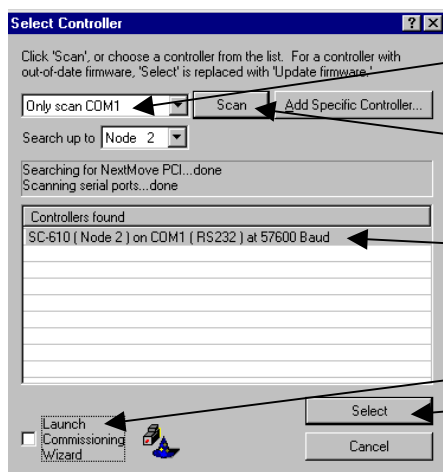 Select Controller
Click 'Scan', or choose a controller from the list. For a controller with
out-of-date firmware, 'Select' is replaced with 'Update firmware.'
Only scan COM1
Scan
Add Specific Controller...
Search up to
Node 2
Searching for NextMove PCI...done
Scanning serial ports...done
Controllers found
SC-610 ( Node 2 ) on COM1 ( RS232 ) at 57600 Baud
Launch
Commissioning
Wizard
Select
Cancel